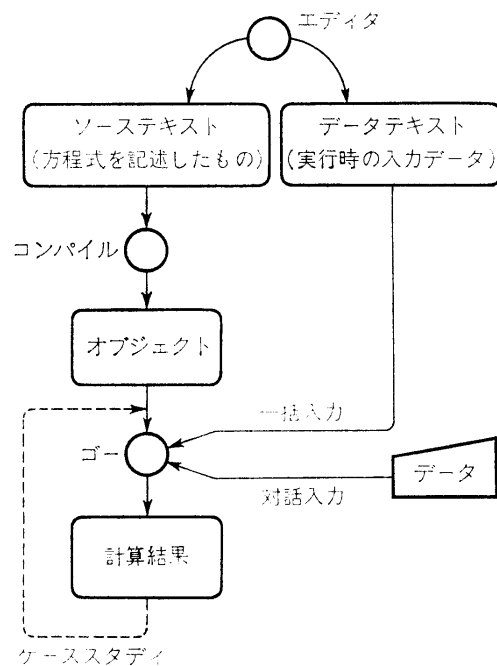 エディタ
ソーステキスト
(方程式を記述したもの)
データテキスト
(実行時の入力データ)
コンパイル
オブジェクト
一括入力
ゴー
データ
対話入力
計算結果
ケーススタディ